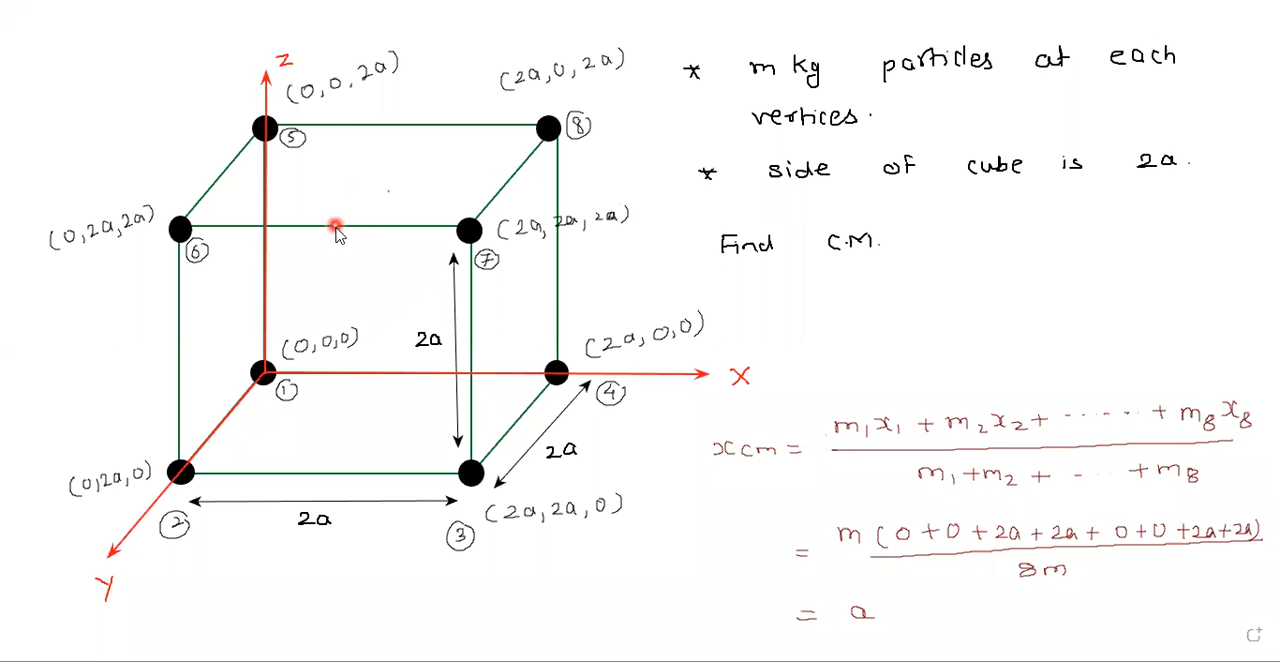 Z
(0,0,2a)
(2a,0,2a)
5
8
* m kg particles at each
vertices.
* side of cube is 2a.
Find C.M.
(0,2a,2a)
6
(2a,2a,2a)
7
2a
(0,0,0)
1
(2a,0,0)
X
4
2a
(0,2a,0)
2
2a
3
(2a,2a,0)
Y
xcm = m₁x₁ + m₂x₂ + ...... + m₈x₈
m₁+m₂ + - .. + m₈
= m (0+0+2a+2a+0+0+2a+2a)
8m
= a